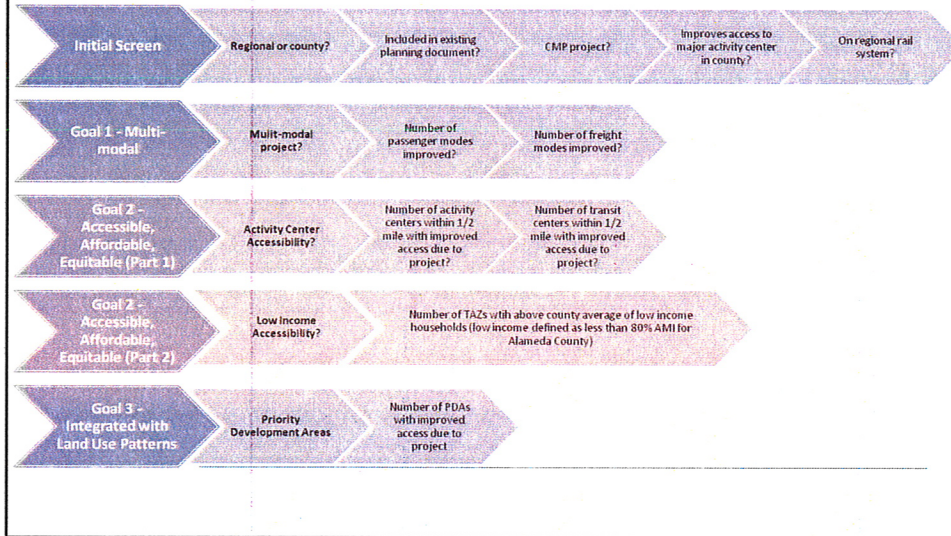 Initial Screen
Regional or county?
Included in existing
planning document?
CMP project?
Improves access to
major activity center
in county?
On regional rail
system?
Goal 1 - Multi-
modal
Mulit-modal
project?
Number of
passenger modes
improved?
Number of freight
modes improved?
Goal 2 -
Accessible,
Affordable,
Equitable (Part 1)
Activity Center
Accessibility?
Number of activity
centers within 1/2
mile with improved
access due to
project?
Number of transit
centers within 1/2
mile with improved
access due to
project?
Goal 2 -
Accessible,
Affordable,
Equitable (Part 2)
Low Income
Accessibility?
Number of TAZs wtih above county average of low income
households (low income defined as less than 80% AMI for
Alameda County)
Goal 3 -
Integrated with
Land Use Patterns
Priority
Development Areas
Number of PDAs
with improved
access due to
project